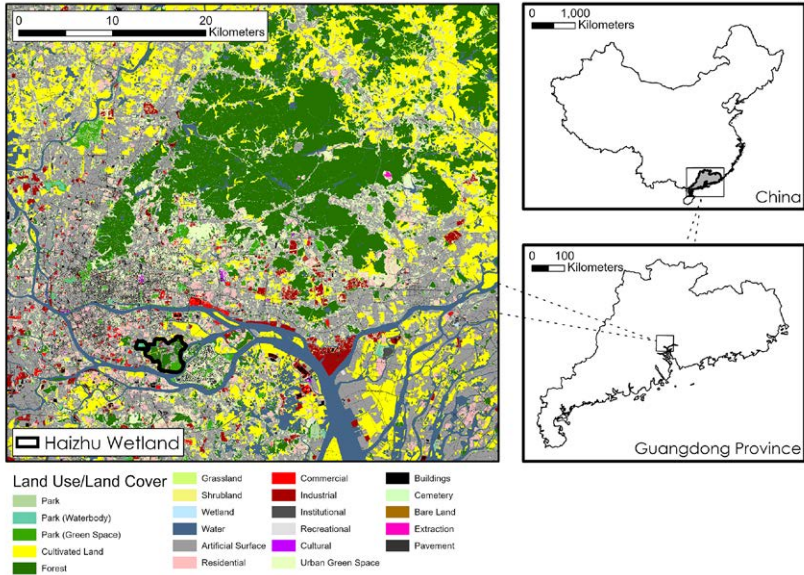 0 10 20
Kilometers
Haizhu Wetland
0 1,000
Kilometers
China
0 100
Kilometers
Guangdong Province
Land Use/Land Cover
Park
Park (Waterbody)
Park (Green Space)
Cultivated Land
Forest
Grassland
Shrubland
Wetland
Water
Artificial Surface
Residential
Commercial
Industrial
Institutional
Recreational
Cultural
Urban Green Space
Buildings
Cemetery
Bare Land
Extraction
Pavement